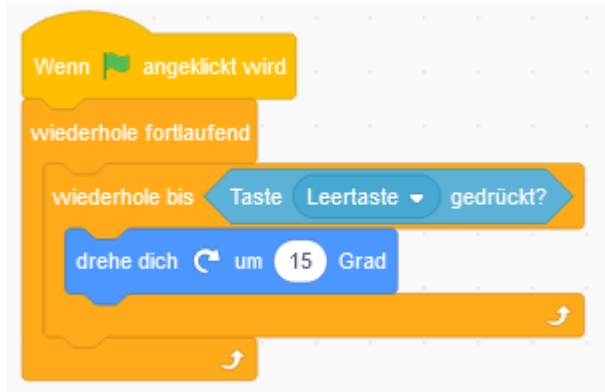 Wenn angeklickt wird
wiederhole fortlaufend
wiederhole bis Taste Leertaste gedrückt?
drehe dich um 15 Grad